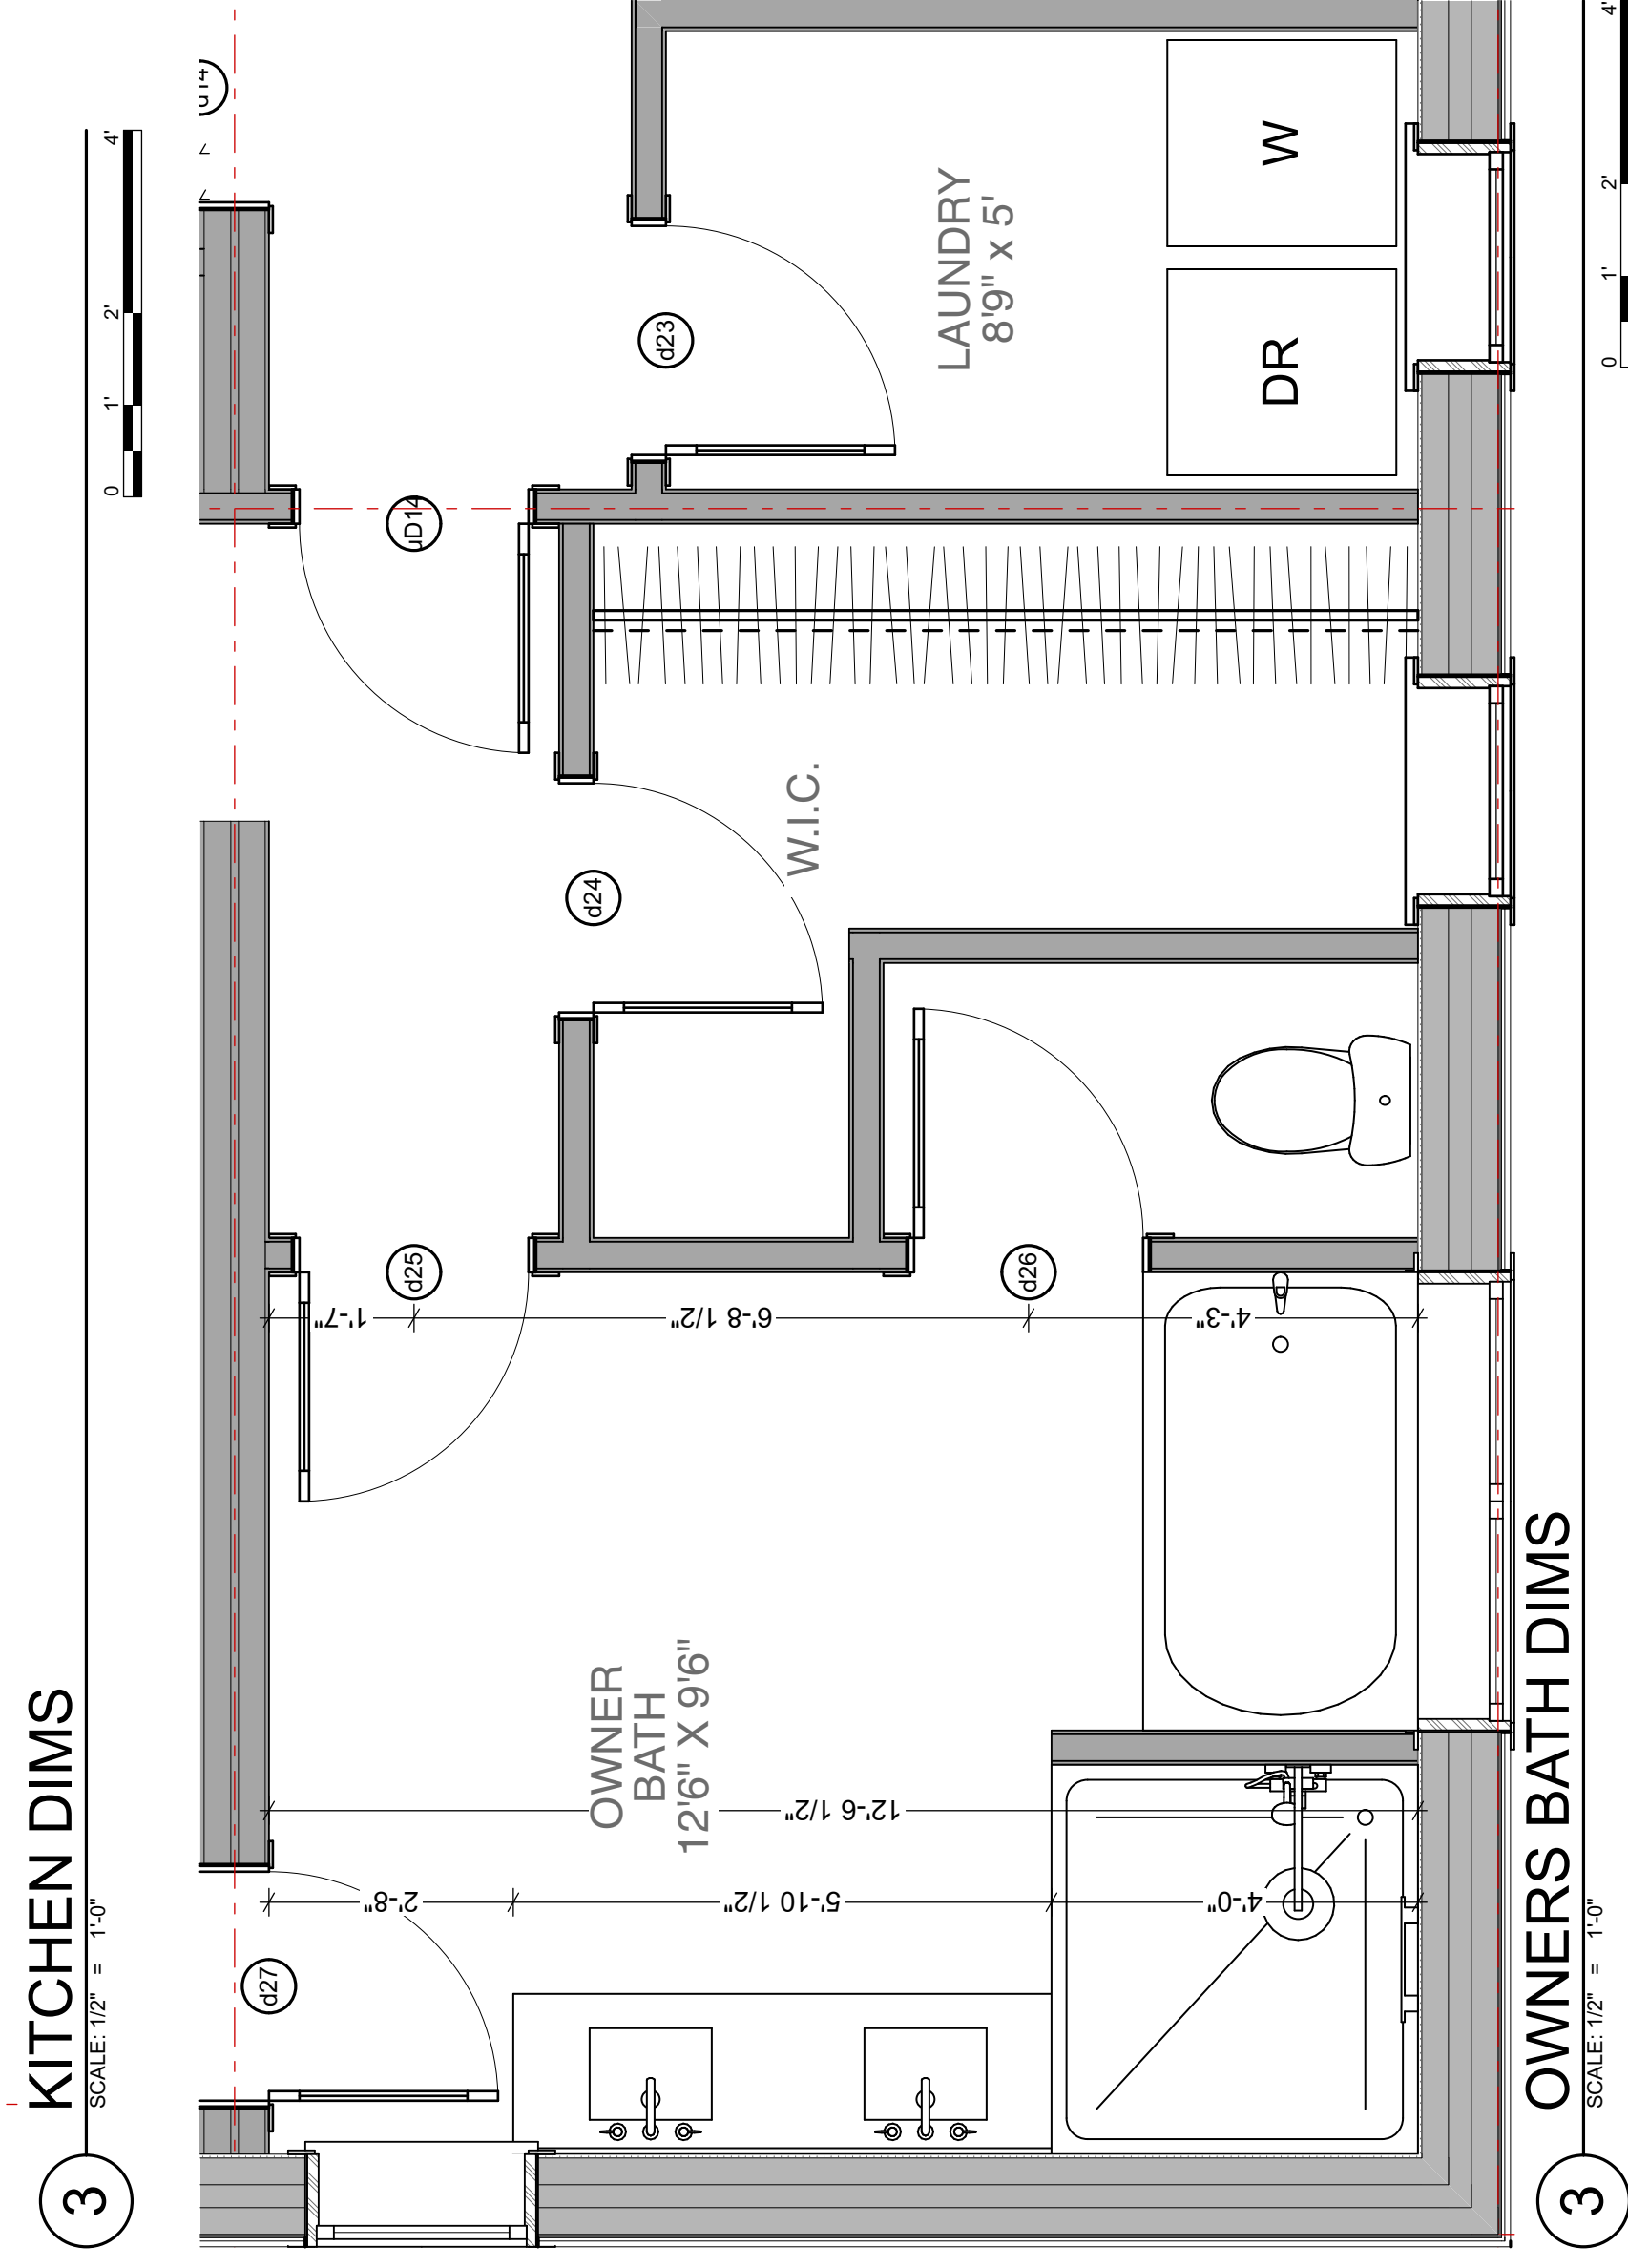 3
KITCHEN DIMS
SCALE: 1/2" = 1'-0"
0 1' 2' 4'
d27
d25
uD14
d14
d24
d23
d26
OWNER
BATH
12'6" X 9'6"
W.I.C.
LAUNDRY
8'9" x 5'
DR
W
1'-7"
6'-8 1/2"
4'-3"
12'-6 1/2"
2'-8"
5'-10 1/2"
4'-0"
3
OWNERS BATH DIMS
SCALE: 1/2" = 1'-0"
0 1' 2' 4'